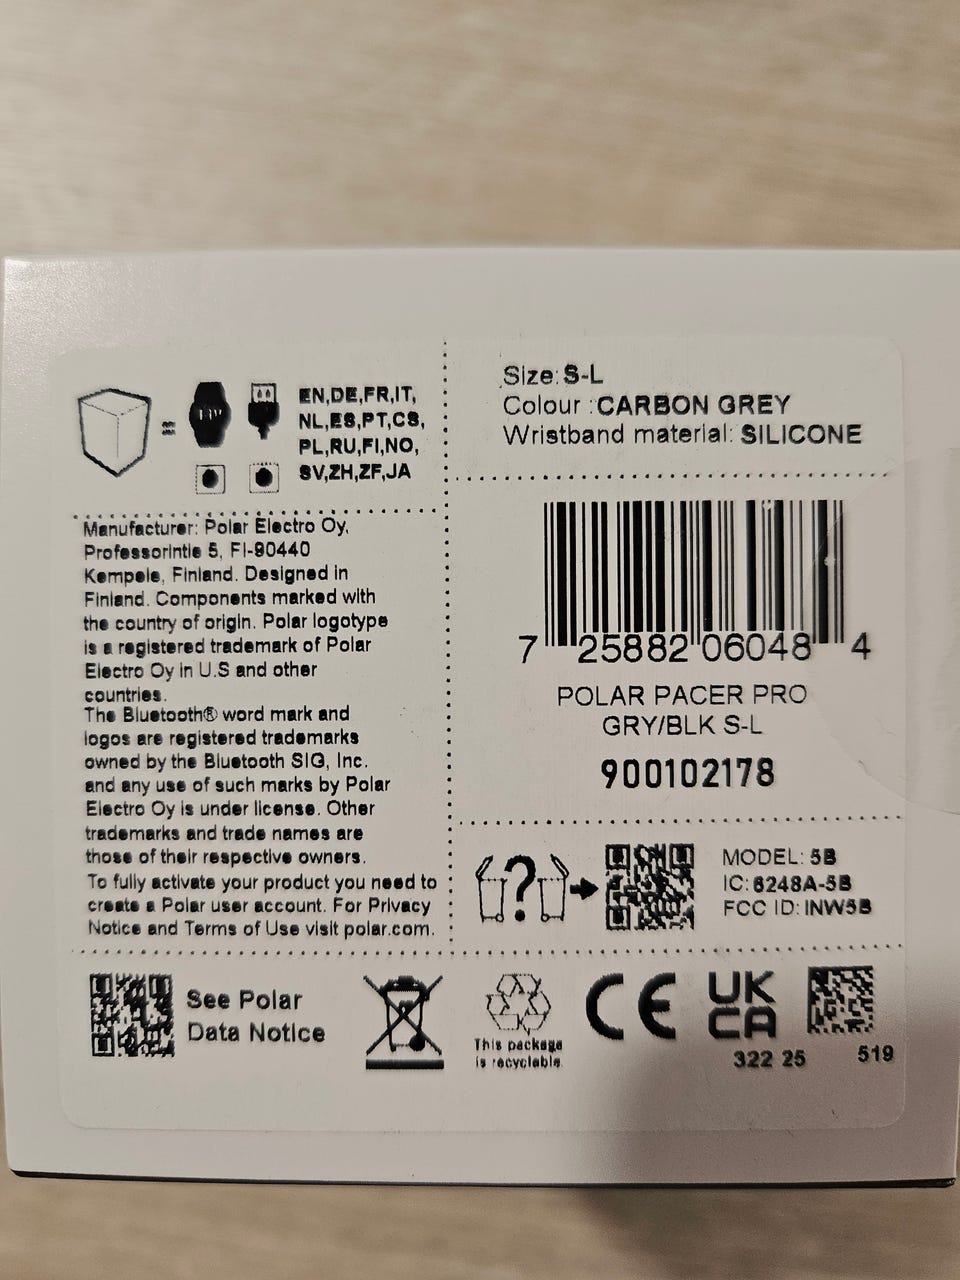 EN,DE,FR,IT,
NL,ES,PT,CS,
PL,RU,FI,NO,
SV,ZH,ZF,JA
Manufacturer: Polar Electro Oy,
Professorintie 5, FI-90440
Kempele, Finland. Designed in
Finland. Components marked with
the country of origin. Polar logotype
is a registered trademark of Polar
Electro Oy in U.S and other
countries.
The Bluetooth® word mark and
logos are registered trademarks
owned by the Bluetooth SIG, Inc.
and any use of such marks by Polar
Electro Oy is under license. Other
trademarks and trade names are
those of their respective owners.
To fully activate your product you need to
create a Polar user account. For Privacy
Notice and Terms of Use visit polar.com.
Size: S-L
Colour :CARBON GREY
Wristband material: SILICONE
7 25882 06048 4
POLAR PACER PRO
GRY/BLK S-L
900102178
?
MODEL: 5B
IC: 6248A-5B
FCC ID: INW5B
See Polar
Data Notice
This package
is recyclable.
CE
UK
CA
322 25
519